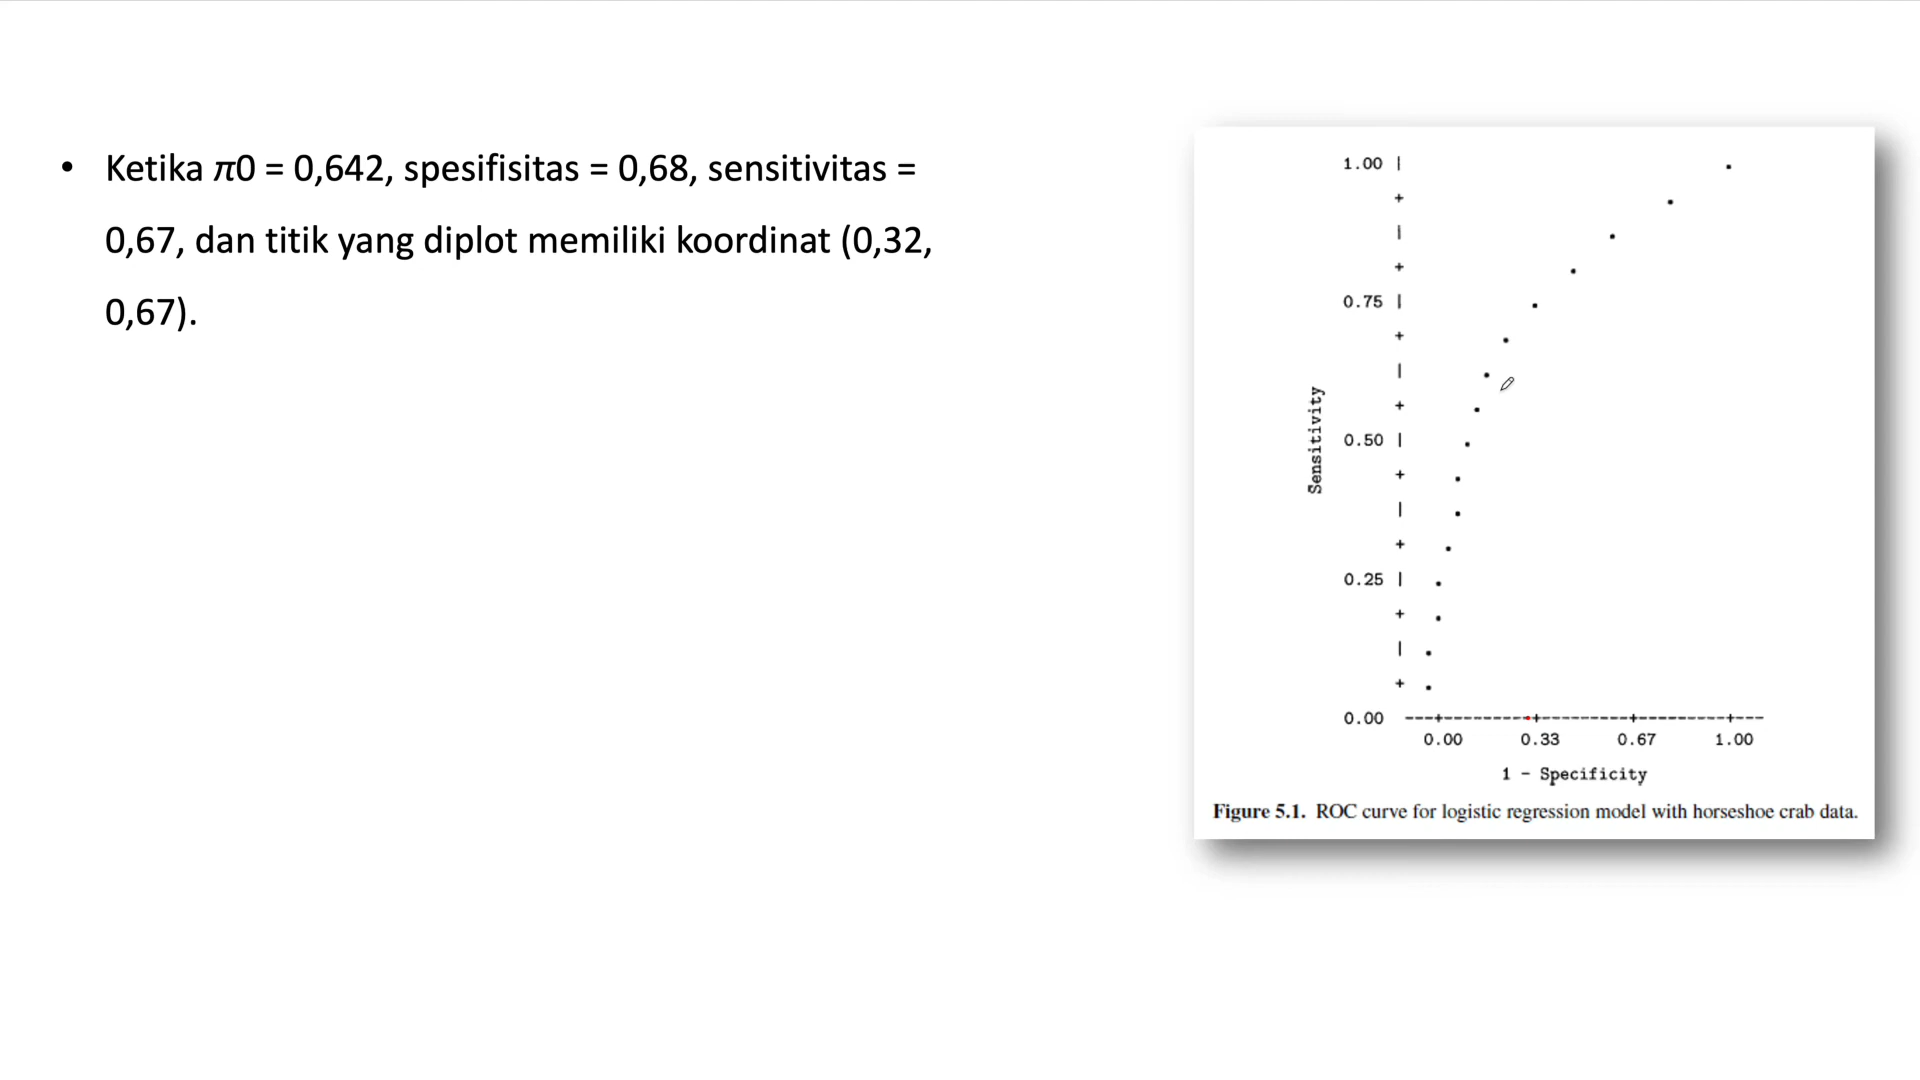 • Ketika π0 = 0,642, spesifisitas = 0,68, sensitivitas =
0,67, dan titik yang diplot memiliki koordinat (0,32,
0,67).
1.00
0.75
Sensitivity
0.50
0.25
0.00
0.00 0.33 0.67 1.00
1 - Specificity
Figure 5.1. ROC curve for logistic regression model with horseshoe crab data.